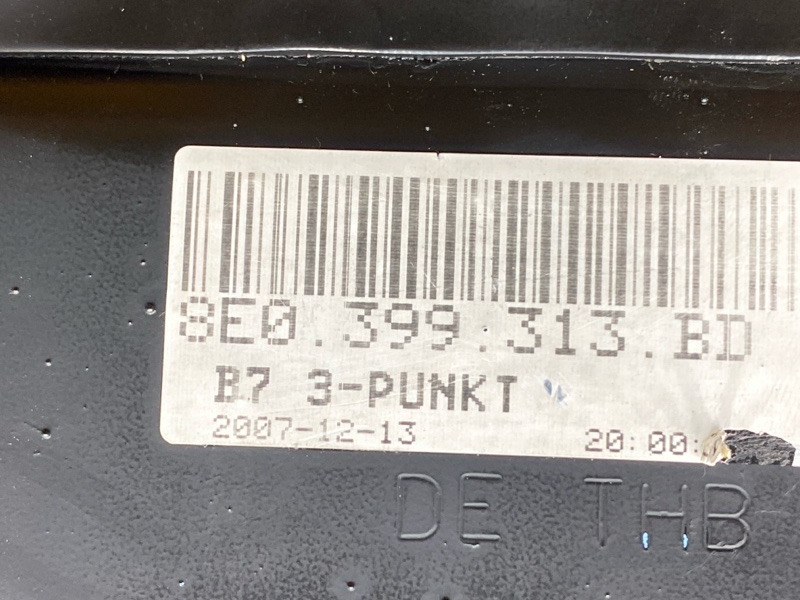 8E0.399.313.BD
B7 3-PUNKT
2007-12-13 20:00:
DE THB